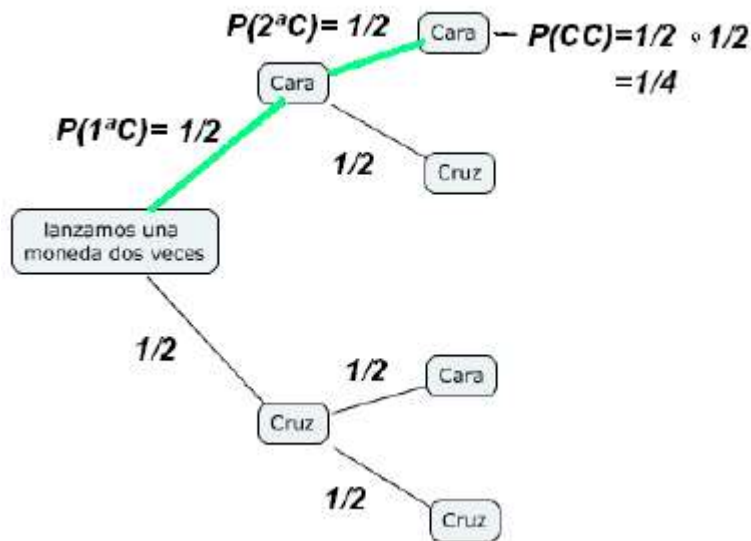 P(2ªC)= 1/2
Cara
P(CC)=1/2 ∘ 1/2
=1/4
Cara
P(1ªC)= 1/2
1/2
Cruz
lanzamos una
moneda dos veces
1/2
1/2
Cara
Cruz
1/2
Cruz